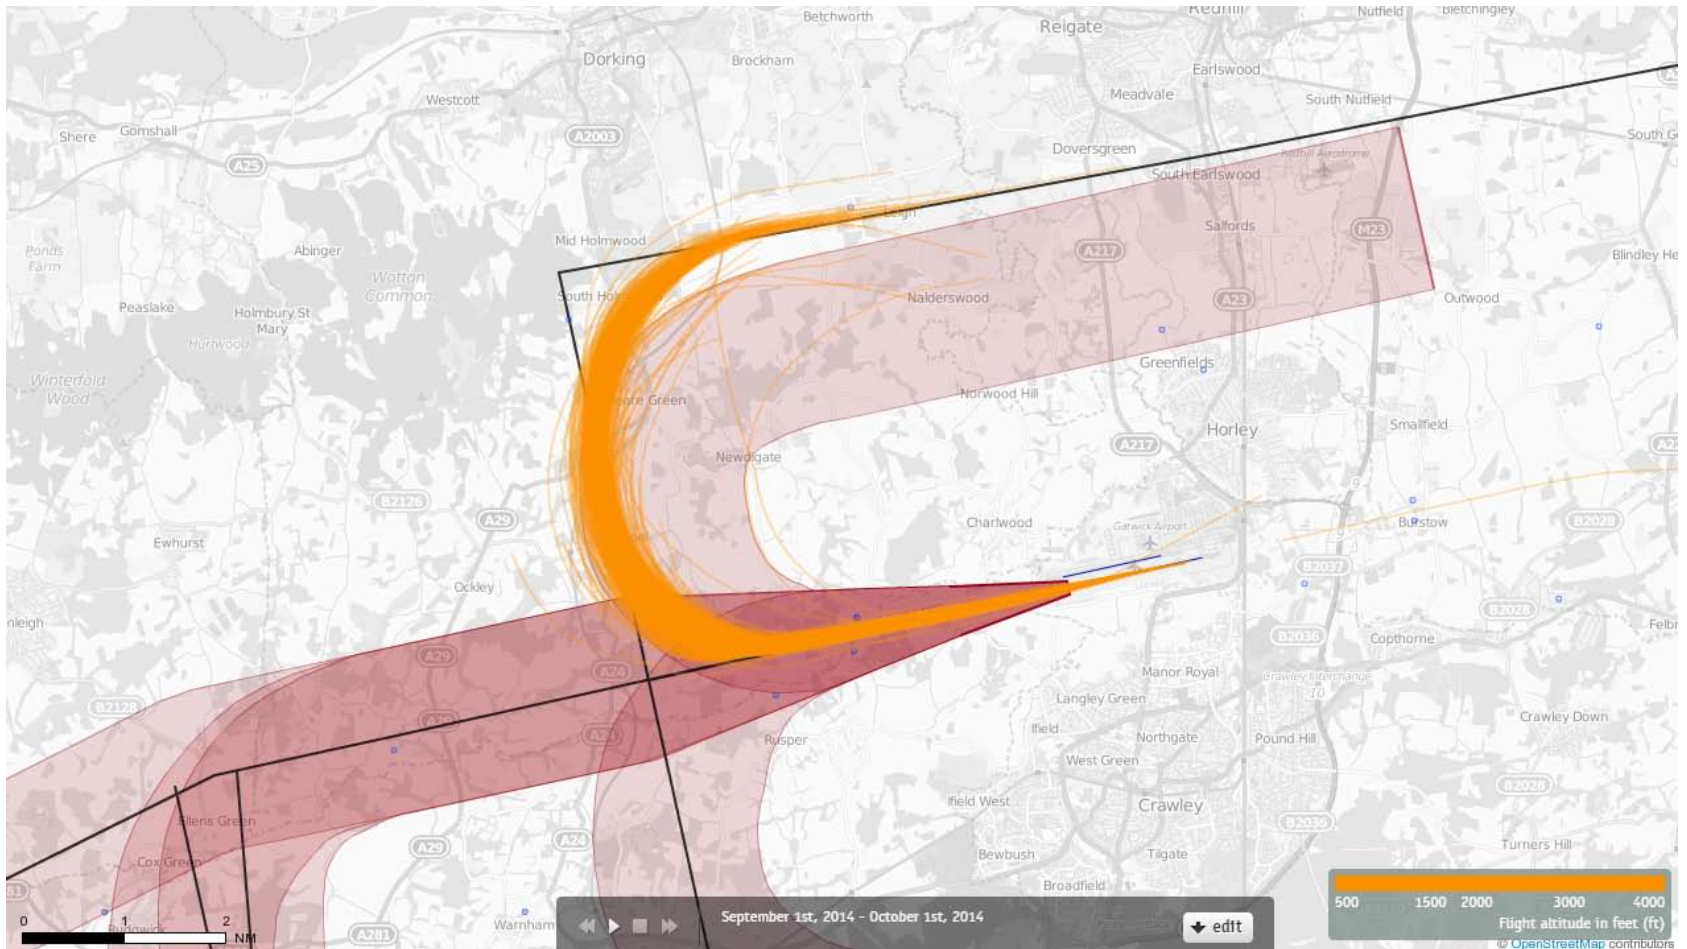 Betchworth
Reigate
Redhill
Nutfield
Bletchingley
Dorking
Brockham
Earlswood
Westcott
Meadvale
South Nutfield
Shere
Gomshall
A2003
A25
Doversgreen
Redhill Aerodrome
South Earlswood
Leigh
Salfords
M23
Mid Holmwood
Abinger
A217
Ponds
Farm
Wotton
Common
Blindley He
South Hol
Nalderswood
A23
Outwood
Peaslake
Holmbury St
Mary
Hurtwood
Greenfields
Winterfold
Wood
Norwood Hill
Horley
Smallfield
A217
Newdigate
B2126
A29
Charlwood
Gatwick Airport
Burstow
B2028
Ewhurst
B2037
Ockley
B2028
B2036
Copthorne
Felbr
A29
A24
Manor Royal
Crawley Interchange
10
Langley Green
B2128
Ifield
Northgate
Pound Hill
Crawley Down
Rusper
West Green
B2028
Ifield West
Crawley
Ellens Green
A29
A24
B2036
Cox Green
Bewbush
Tilgate
Turners Hill
Broadfield
Rudgwick
Warnham
A281
0 1 2
NM
September 1st, 2014 - October 1st, 2014
edit
500 1500 2000 3000 4000
Flight altitude in feet (ft)
© OpenStreetMap contributors